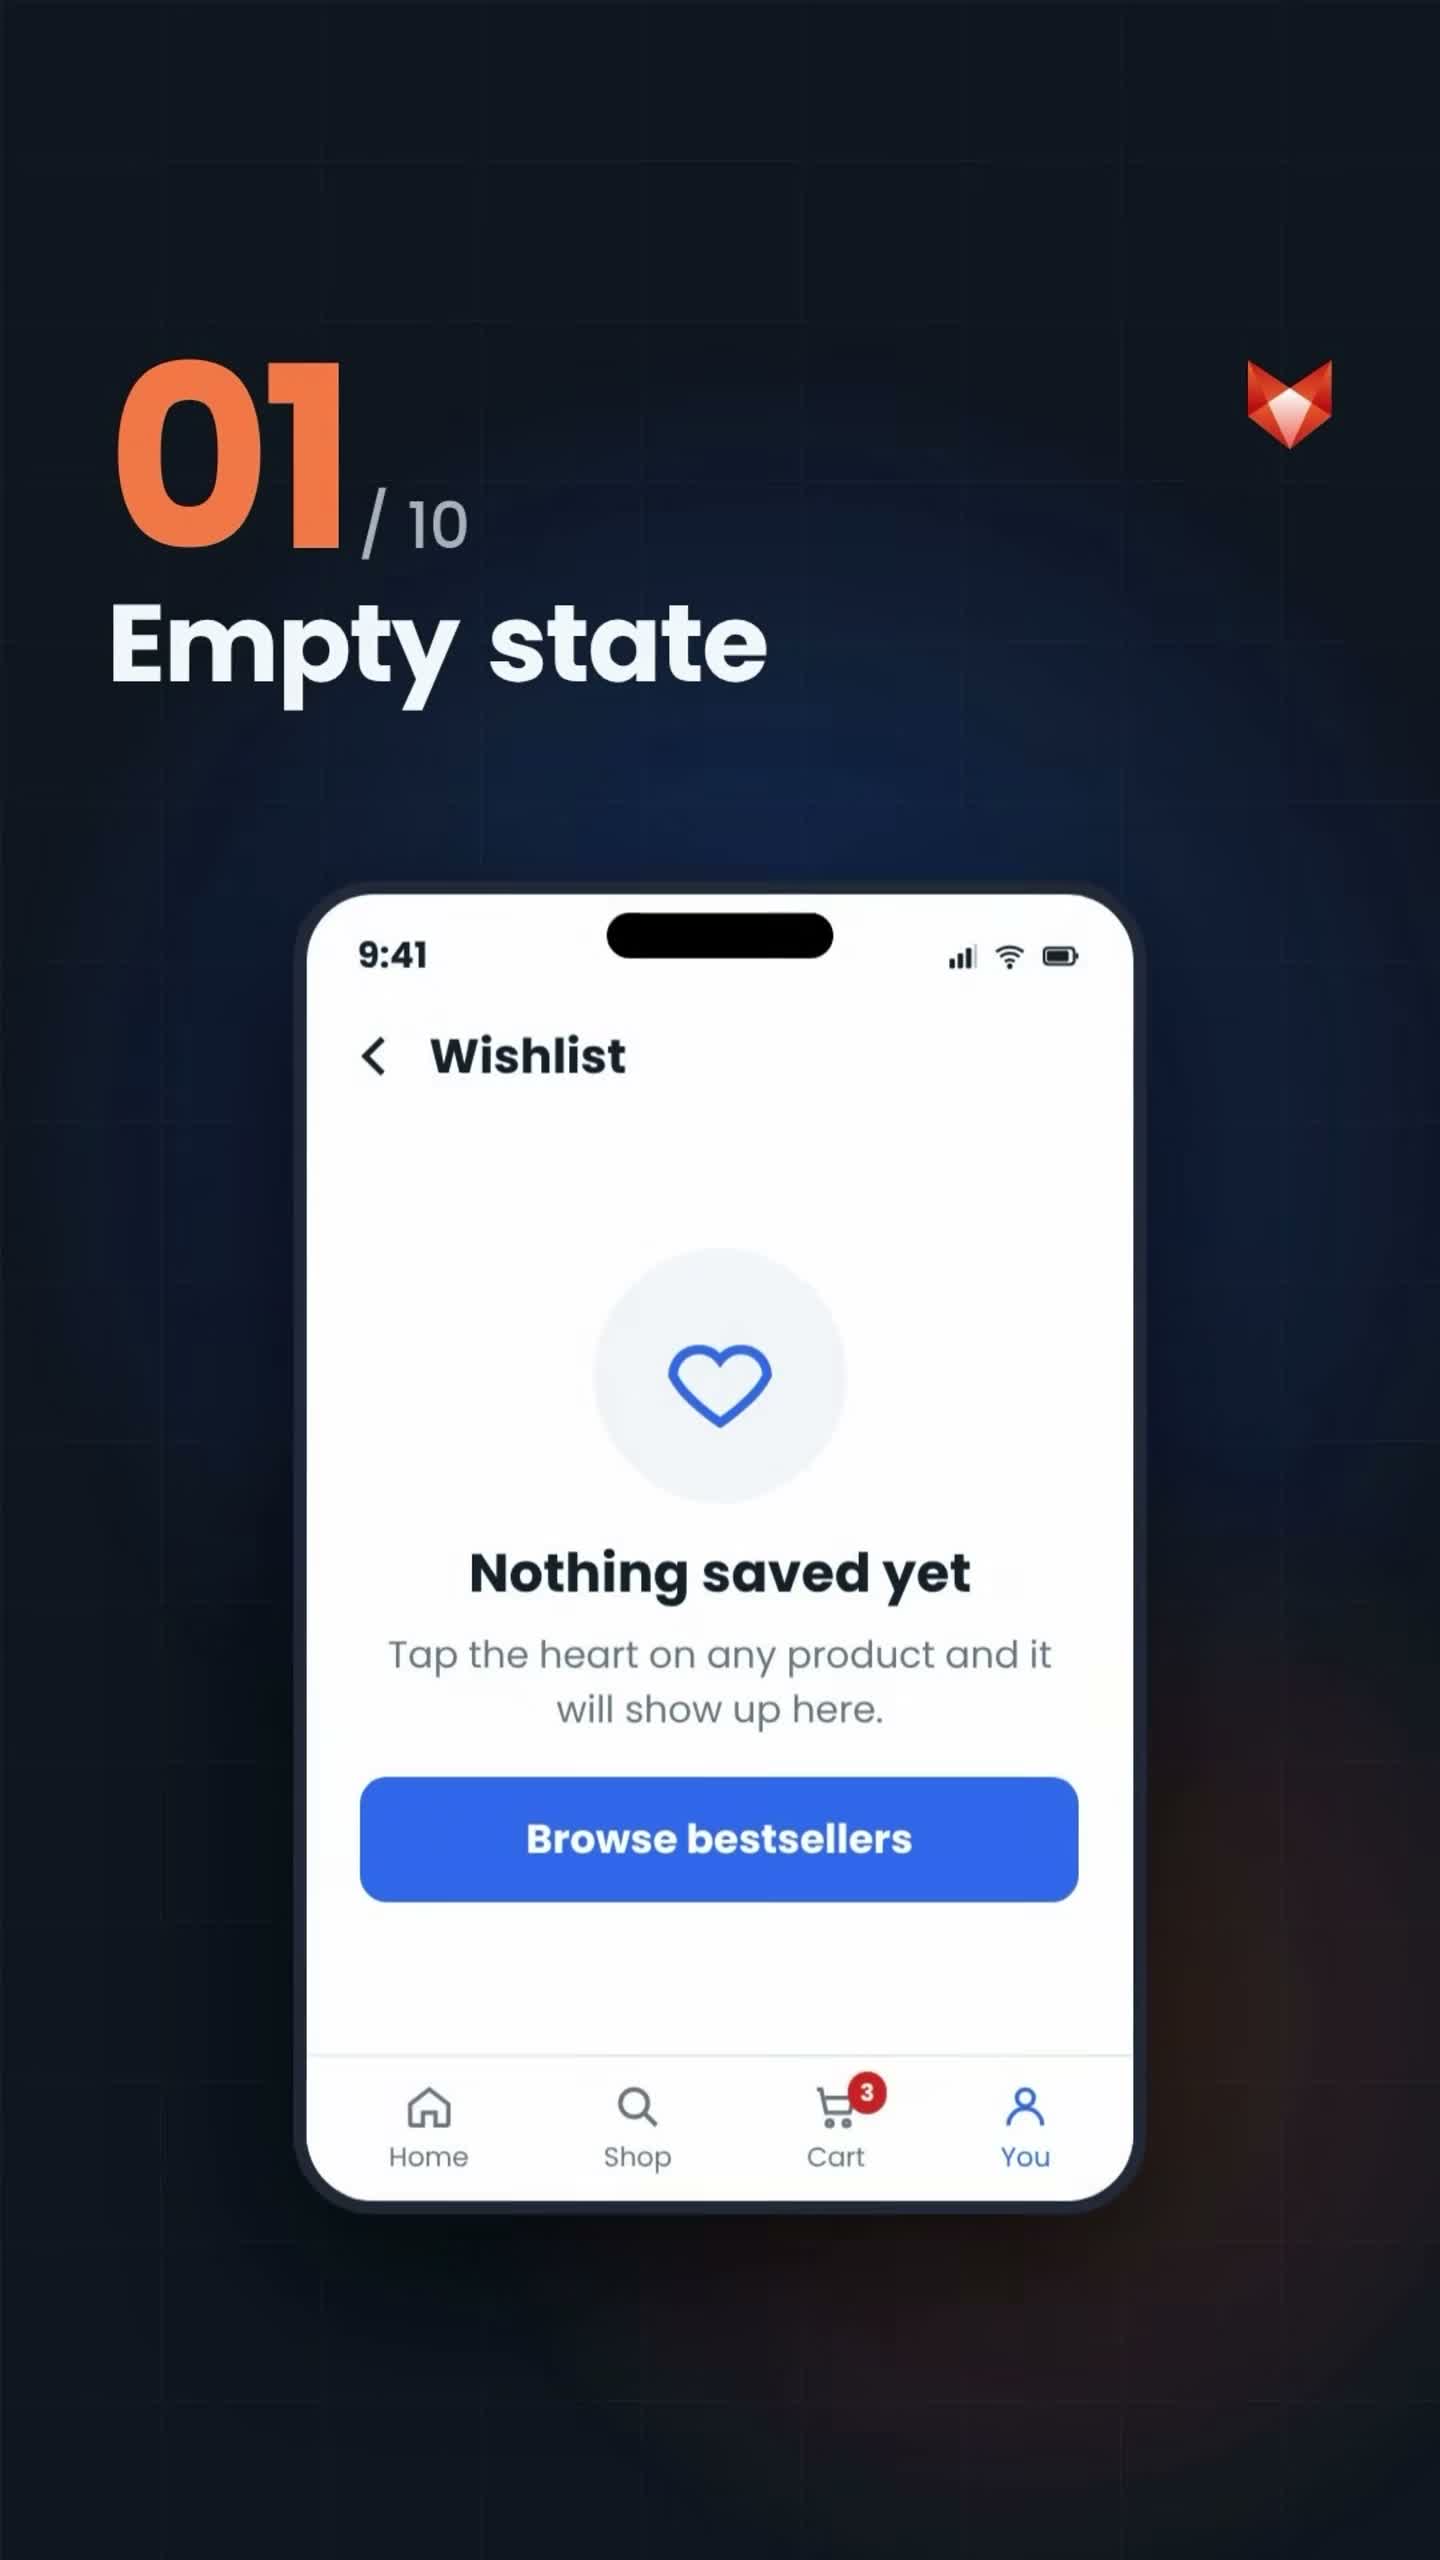 01 / 10
Empty state
9:41
Wishlist
Nothing saved yet
Tap the heart on any product and it
will show up here.
Browse bestsellers
3
Home Shop Cart You